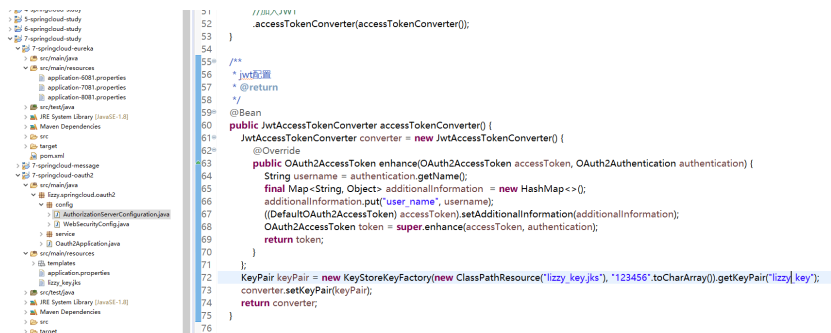 4-springcloud-study
5-springcloud-study
6-springcloud-study
7-springcloud-study
7-springcloud-eureka
src/main/java
src/main/resources
application-6081.properties
application-7081.properties
application-8081.properties
src/test/java
JRE System Library [JavaSE-1.8]
Maven Dependencies
src
target
pom.xml
7-springcloud-message
7-springcloud-oauth2
src/main/java
lizzy.springcloud.oauth2
config
AuthorizationServerConfiguration.java
WebSecurityConfig.java
service
Oauth2Application.java
src/main/resources
templates
application.properties
lizzy_key.jks
src/test/java
JRE System Library [JavaSE-1.8]
Maven Dependencies
src
target
51 //加入JWT
52 .accessTokenConverter(accessTokenConverter());
53 }
54
55 /**
56 * jwt配置
57 * @return
58 */
59 @Bean
60 public JwtAccessTokenConverter accessTokenConverter() {
61 JwtAccessTokenConverter converter = new JwtAccessTokenConverter() {
62 @Override
63 public OAuth2AccessToken enhance(OAuth2AccessToken accessToken, OAuth2Authentication authentication) {
64 String username = authentication.getName();
65 final Map<String, Object> additionalInformation = new HashMap<>();
66 additionalInformation.put("user_name", username);
67 ((DefaultOAuth2AccessToken) accessToken).setAdditionalInformation(additionalInformation);
68 OAuth2AccessToken token = super.enhance(accessToken, authentication);
69 return token;
70 }
71 };
72 KeyPair keyPair = new KeyStoreKeyFactory(new ClassPathResource("lizzy_key.jks"), "123456".toCharArray()).getKeyPair("lizzy_key");
73 converter.setKeyPair(keyPair);
74 return converter;
75 }
76